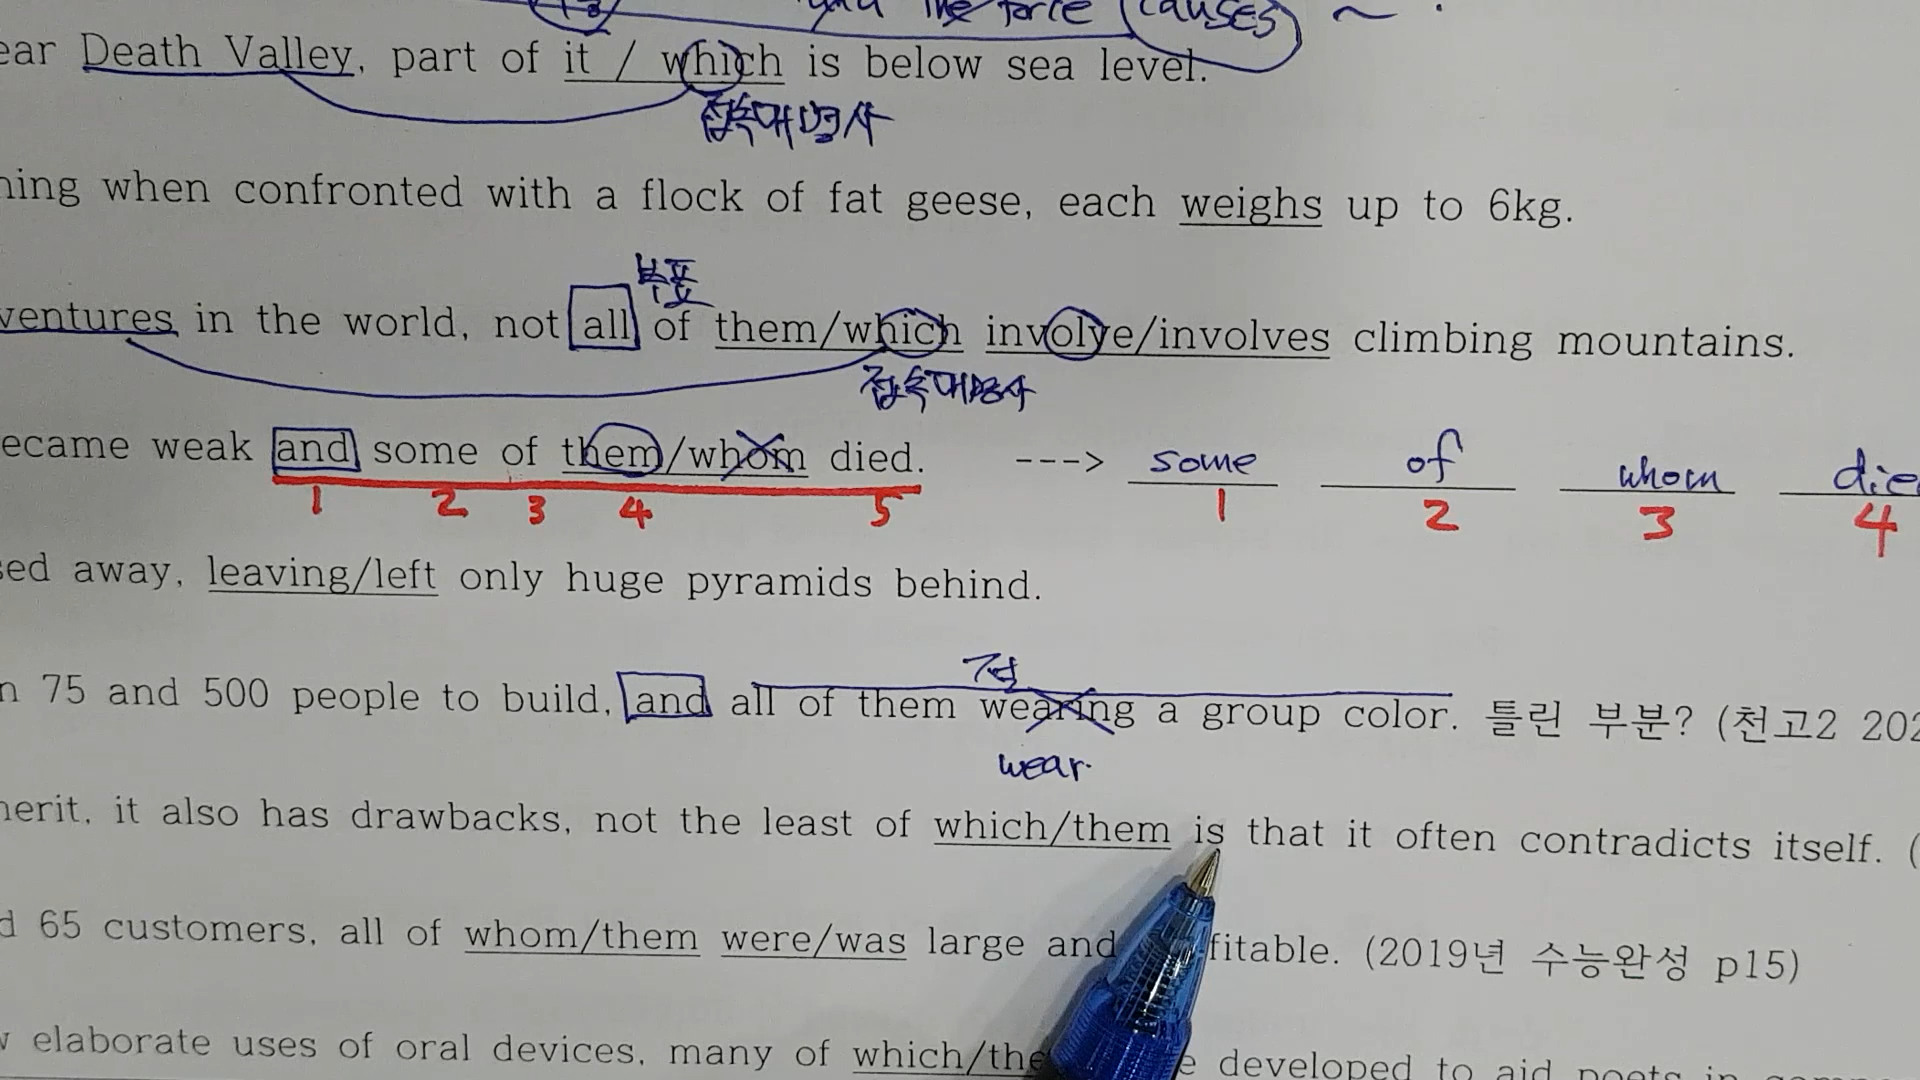 the force causes ~
ear Death Valley, part of it / which is below sea level.
접속대명사
ning when confronted with a flock of fat geese, each weighs up to 6kg.
부표
ventures in the world, not all of them/which involve/involves climbing mountains.
접속대명사
ecame weak and some of them/whom died. ---> some of whom die
1 2 3 4 5 1 2 3 4
sed away, leaving/left only huge pyramids behind.
n 75 and 500 people to build, and all of them wearing a group color. 틀린 부분? (천고2 202
wear.
merit, it also has drawbacks, not the least of which/them is that it often contradicts itself. (
d 65 customers, all of whom/them were/was large and fitable. (2019년 수능완성 p15)
w elaborate uses of oral devices, many of which/the e developed to aid poets in